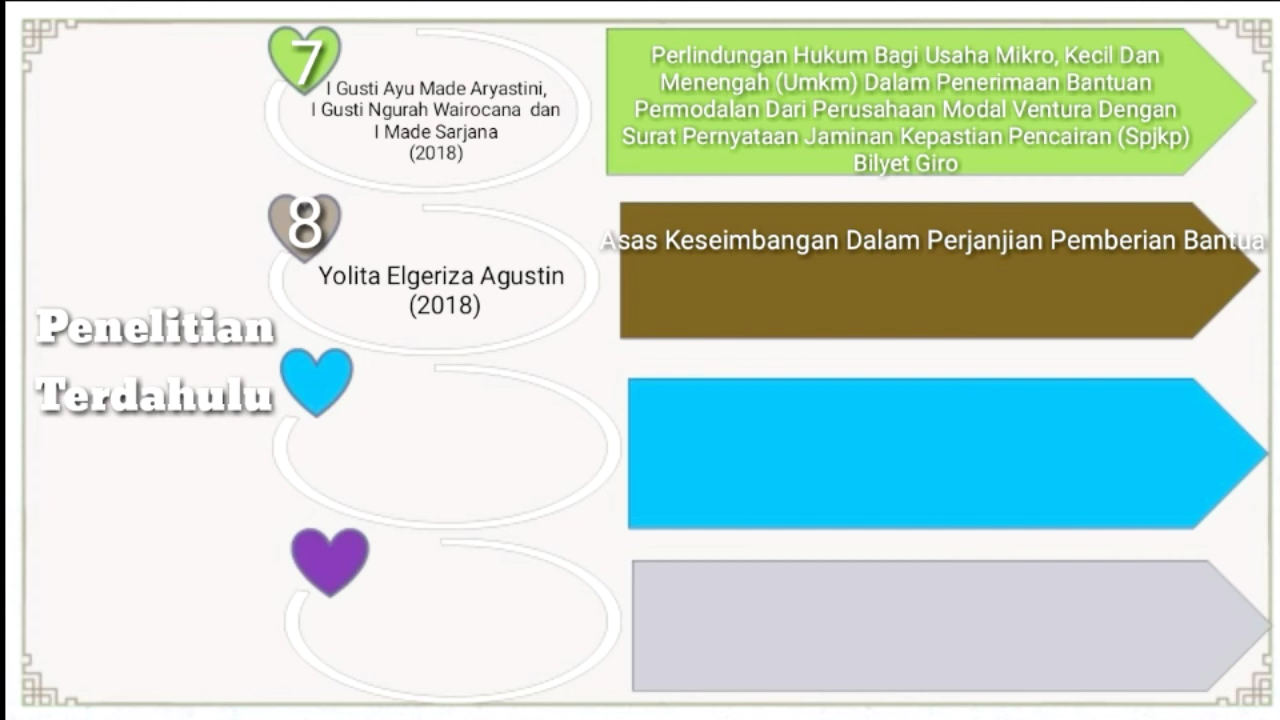 Penelitian
Terdahulu
7
I Gusti Ayu Made Aryastini,
I Gusti Ngurah Wairocana dan
I Made Sarjana
(2018)
Perlindungan Hukum Bagi Usaha Mikro, Kecil Dan
Menengah (Umkm) Dalam Penerimaan Bantuan
Permodalan Dari Perusahaan Modal Ventura Dengan
Surat Pernyataan Jaminan Kepastian Pencairan (Spjkp)
Bilyet Giro
8
Yolita Elgeriza Agustin
(2018)
Asas Keseimbangan Dalam Perjanjian Pemberian Bantua